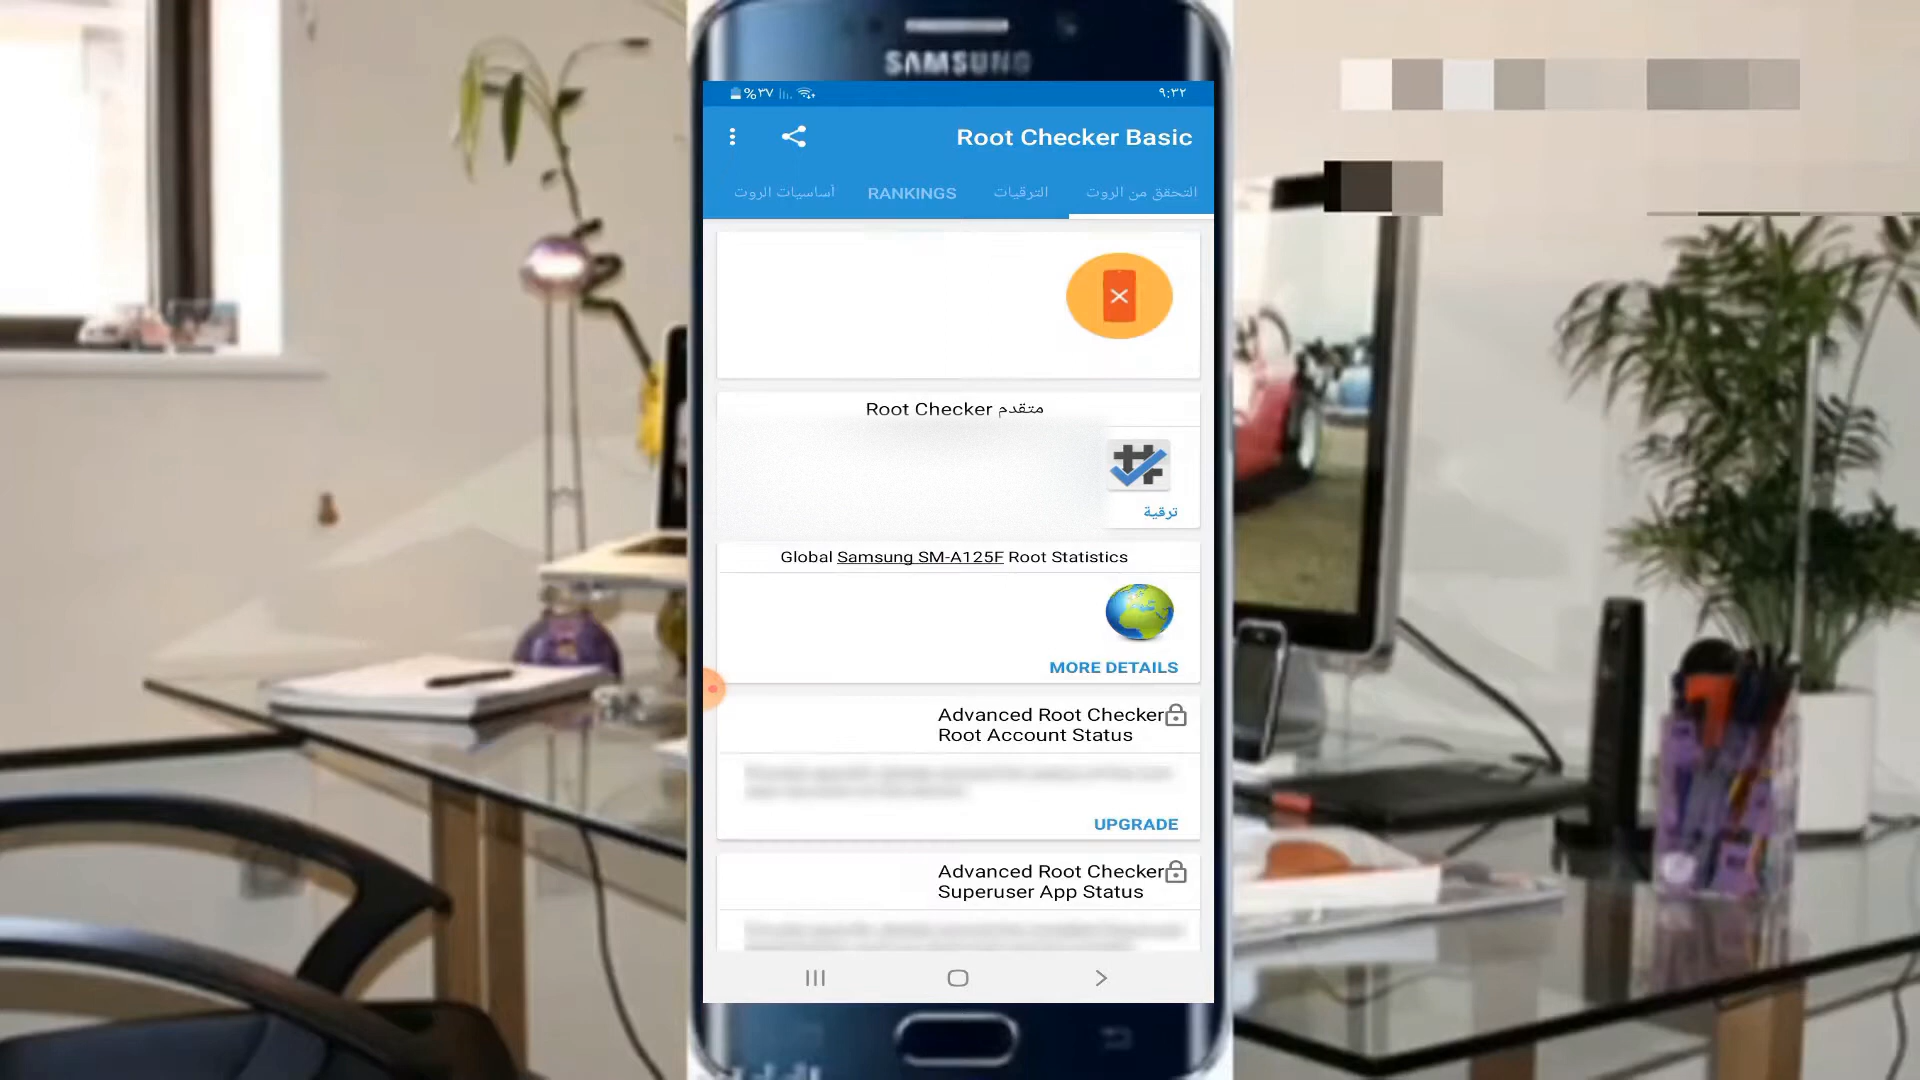 SAMSUNG
%٣٧
٩:٣٢
Root Checker Basic
التحقق من الروت
الترقيات
RANKINGS
أساسيات الروت
Root Checker متقدم
ترقية
Global Samsung SM-A125F Root Statistics
MORE DETAILS
Advanced Root Checker
Root Account Status
UPGRADE
Advanced Root Checker
Superuser App Status